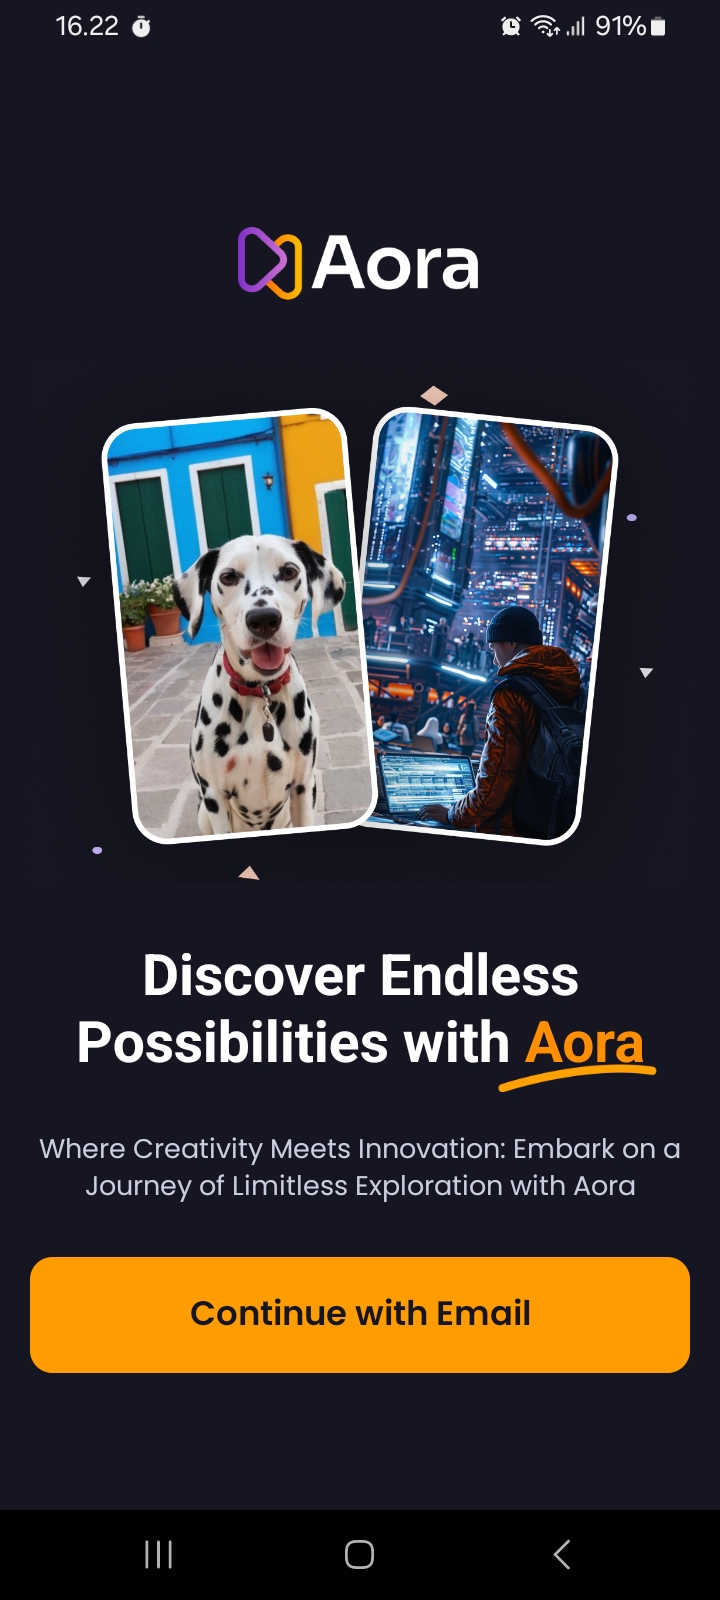 16.22 91%
Aora
Discover Endless
Possibilities with Aora
Where Creativity Meets Innovation: Embark on a
Journey of Limitless Exploration with Aora
Continue with Email